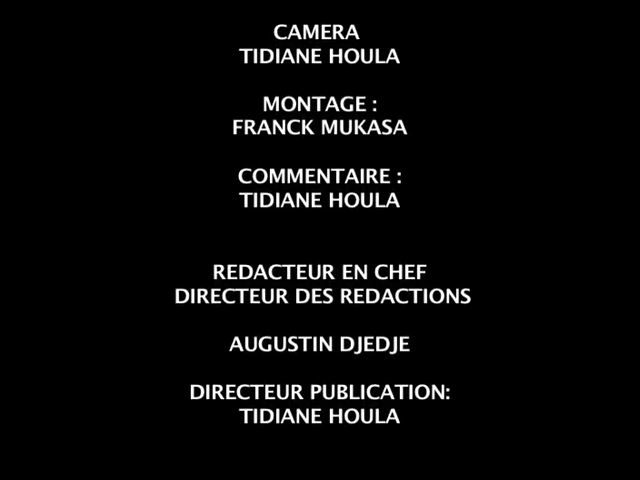 CAMERA
TIDIANE HOULA
MONTAGE :
FRANCK MUKASA
COMMENTAIRE :
TIDIANE HOULA
REDACTEUR EN CHEF
DIRECTEUR DES REDACTIONS
AUGUSTIN DJEDJE
DIRECTEUR PUBLICATION:
TIDIANE HOULA